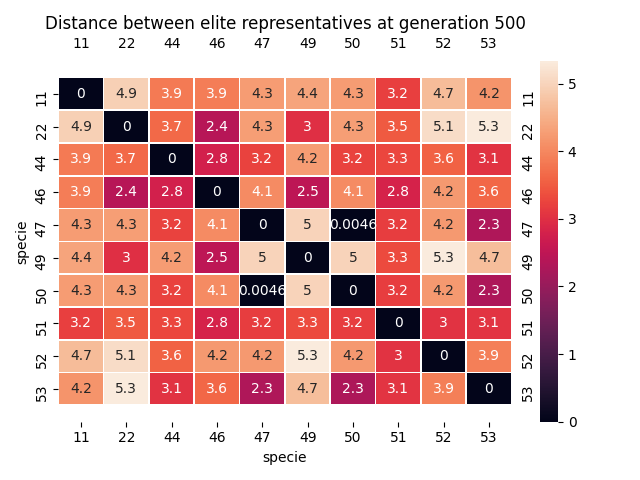 Distance between elite representatives at generation 500
11 22 44 46 47 49 50 51 52 53
11 0 4.9 3.9 3.9 4.3 4.4 4.3 3.2 4.7 4.2 11
22 4.9 0 3.7 2.4 4.3 3 4.3 3.5 5.1 5.3 22
44 3.9 3.7 0 2.8 3.2 4.2 3.2 3.3 3.6 3.1 44
46 3.9 2.4 2.8 0 4.1 2.5 4.1 2.8 4.2 3.6 46
47 4.3 4.3 3.2 4.1 0 5 0.0046 3.2 4.2 2.3 47
49 4.4 3 4.2 2.5 5 0 5 3.3 5.3 4.7 49
50 4.3 4.3 3.2 4.1 0.0046 5 0 3.2 4.2 2.3 50
51 3.2 3.5 3.3 2.8 3.2 3.3 3.2 0 3 3.1 51
52 4.7 5.1 3.6 4.2 4.2 5.3 4.2 3 0 3.9 52
53 4.2 5.3 3.1 3.6 2.3 4.7 2.3 3.1 3.9 0 53
11 22 44 46 47 49 50 51 52 53
specie
specie
5
4
3
2
1
0